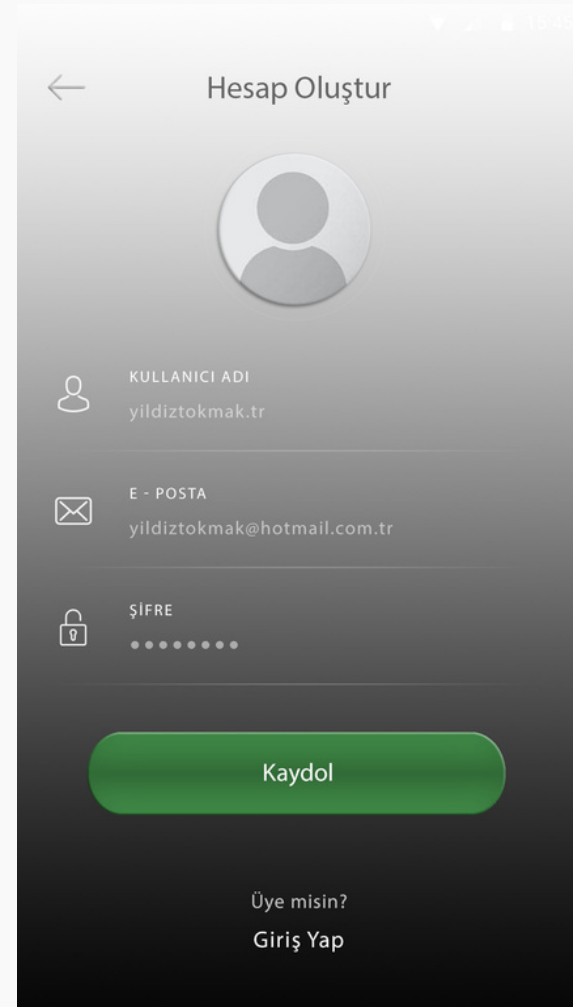 Hesap Oluştur
KULLANICI ADI
yildiztokmak.tr
E - POSTA
yildiztokmak@hotmail.com.tr
ŞİFRE
Kaydol
Üye misin?
Giriş Yap